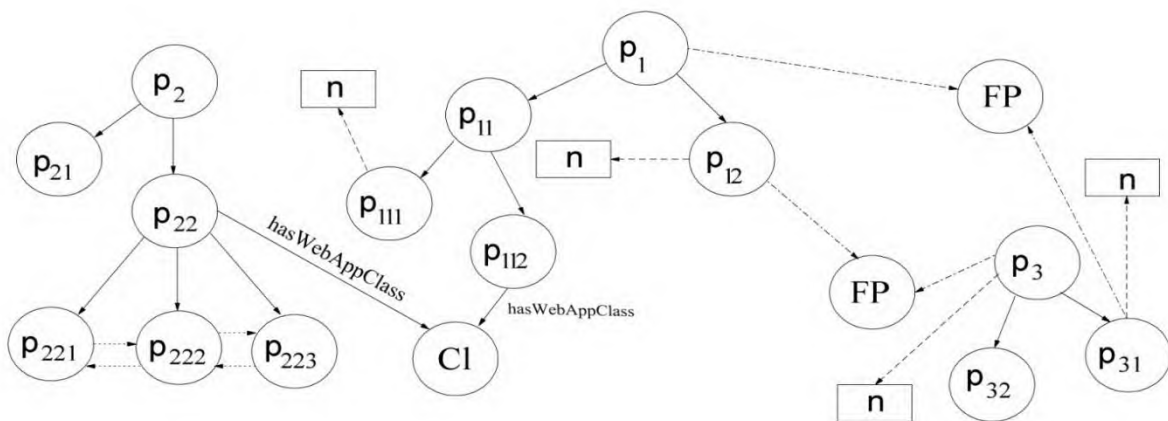 p1
p2
n
p11
FP
p21
n
p12
n
p22
p111
hasWebAppClass
p112
p3
FP
hasWebAppClass
p221
p222
p223
Cl
p31
p32
n